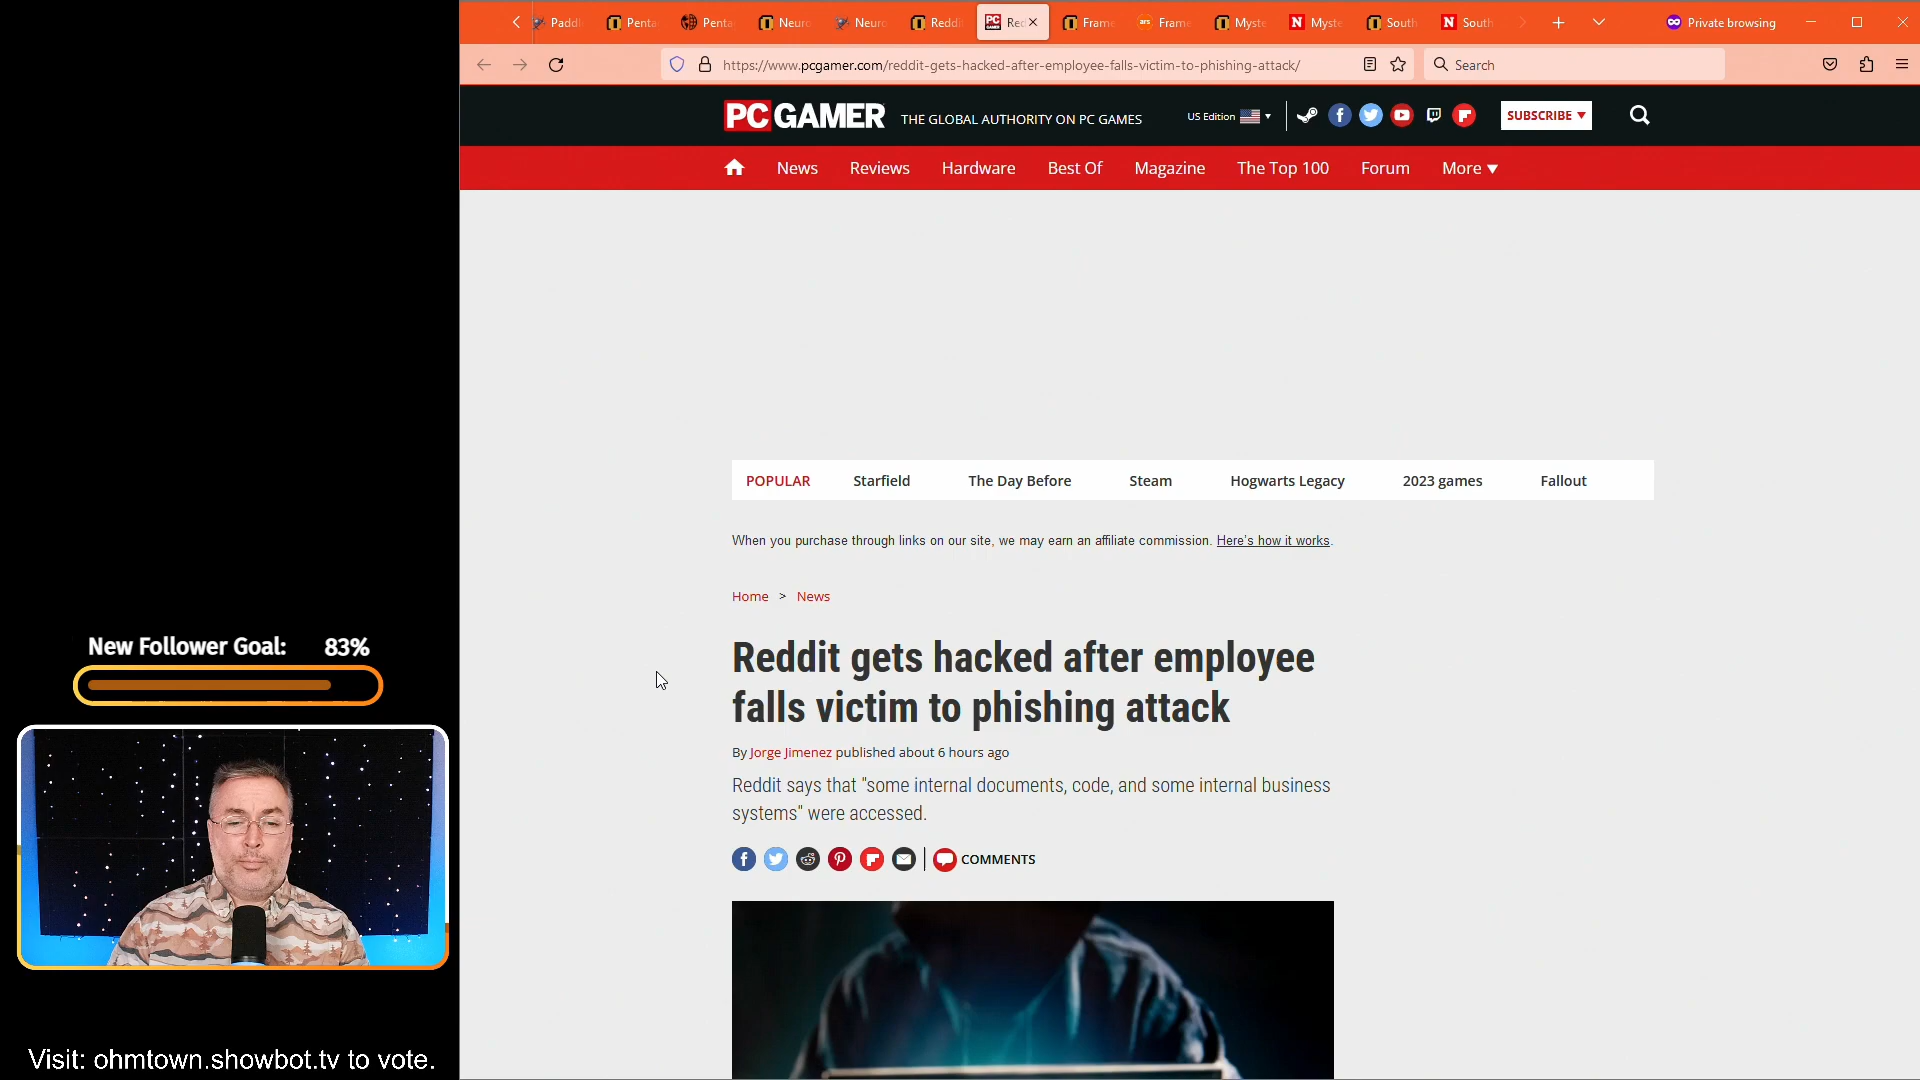 Paddl
Penta
Penta
Neuro
Neuro
Reddi
PC GAMER
Red
Frame
ars
Frame
Myste
N
Myste
South
N
South
Private browsing
https://www.pcgamer.com/reddit-gets-hacked-after-employee-falls-victim-to-phishing-attack/
Search
PC GAMER
THE GLOBAL AUTHORITY ON PC GAMES
US Edition
SUBSCRIBE
News
Reviews
Hardware
Best Of
Magazine
The Top 100
Forum
More
POPULAR
Starfield
The Day Before
Steam
Hogwarts Legacy
2023 games
Fallout
When you purchase through links on our site, we may earn an affiliate commission. Here's how it works.
Home > News
Reddit gets hacked after employee
falls victim to phishing attack
By Jorge Jimenez published about 6 hours ago
Reddit says that "some internal documents, code, and some internal business
systems" were accessed.
COMMENTS
New Follower Goal: 83%
Visit: ohmtown.showbot.tv to vote.